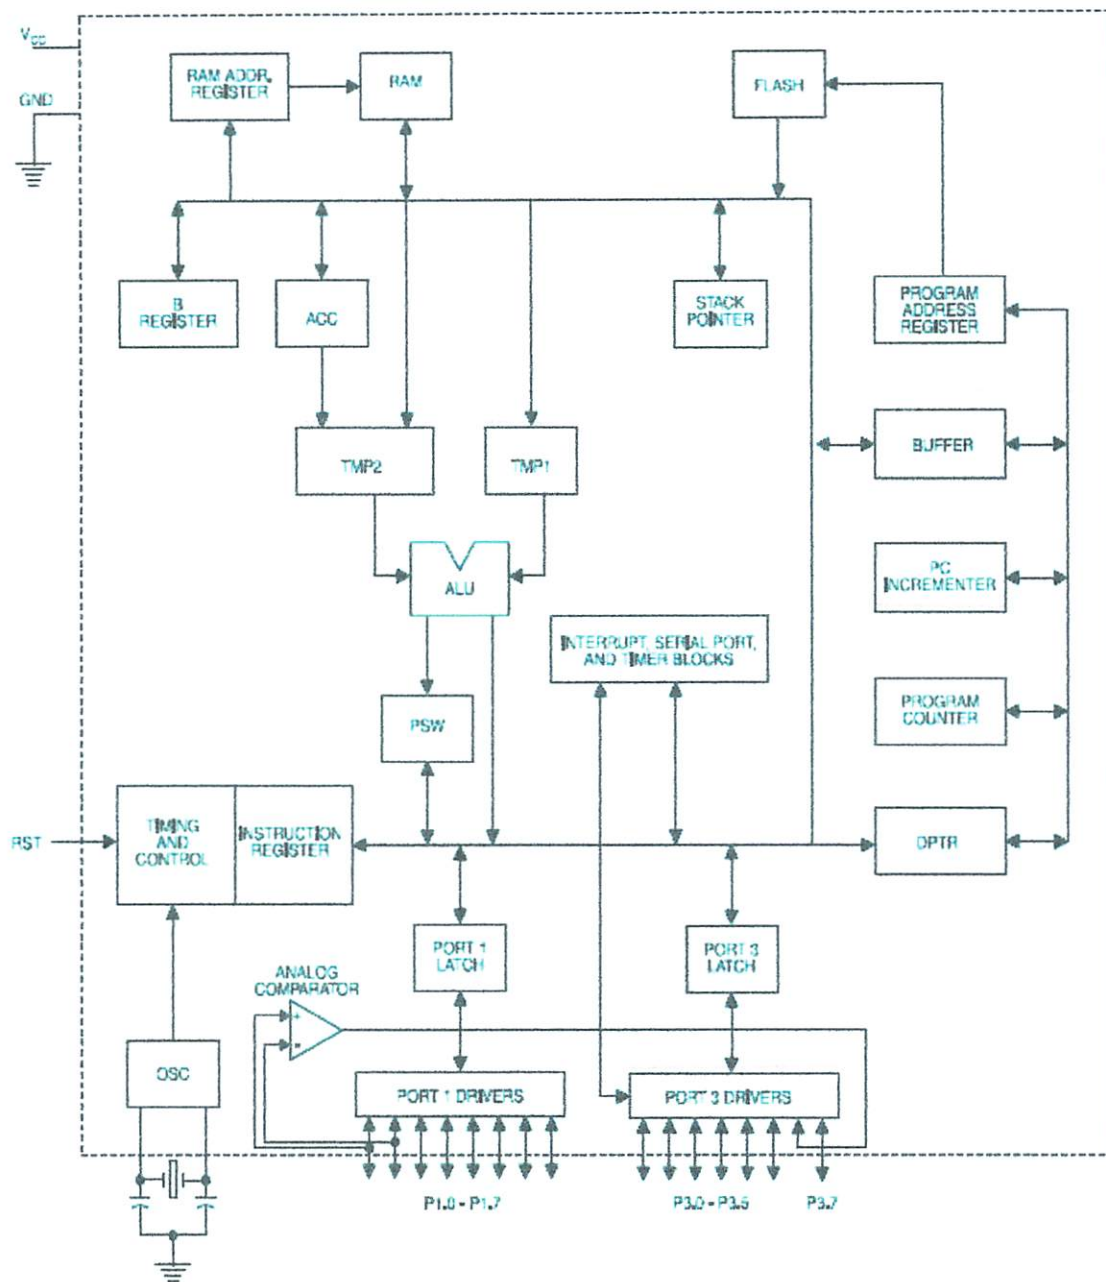 VCC
GND
RAM ADDR.
REGISTER
RAM
FLASH
B
REGISTER
ACC
STACK
POINTER
PROGRAM
ADDRESS
REGISTER
TMP2
TMP1
BUFFER
ALU
PC
INCREMENTER
INTERRUPT, SERIAL PORT,
AND TIMER BLOCKS
PROGRAM
COUNTER
PSW
RST
TIMING
AND
CONTROL
INSTRUCTION
REGISTER
DPTR
PORT 1
LATCH
PORT 3
LATCH
ANALOG
COMPARATOR
+
-
OSC
PORT 1 DRIVERS
PORT 3 DRIVERS
P1.0 - P1.7
P3.0 - P3.5
P3.7